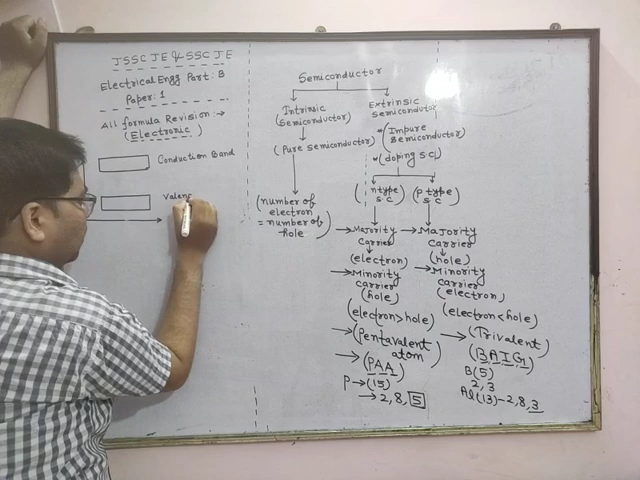 JSSC JE & SSC JE
Electrical Engg Part: B
Paper: 1
All formula Revision :→
(Electronic)
Conduction Band
Valenc
Semiconductor
Intrinsic
(Semiconductor)
(Pure semiconductor)
(number of
electron
= number of
hole)
Extrinsic
Semiconductor
*(Impure
Semiconductor)
*(doping s.c)
(n type
s.c)
→ Majority
carrier
(electron)
→ Minority
carrier
(hole)
(electron > hole)
→ (Pentavalent
atom)
→ (PAA)
P → (15)
→ 2, 8, 5
(P type
s.c)
→ Majority
carrier
(hole)
→ Minority
carrier
(electron)
(electron < hole)
→ (Trivalent)
(BAIG)
B(5)
2, 3
Al(13) - 2, 8, 3